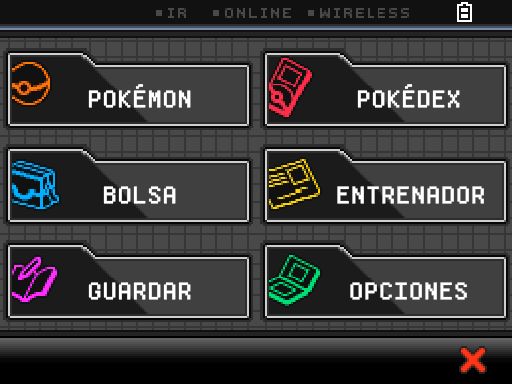 IR ONLINE WIRELESS
POKÉMON
POKÉDEX
BOLSA
ENTRENADOR
GUARDAR
OPCIONES